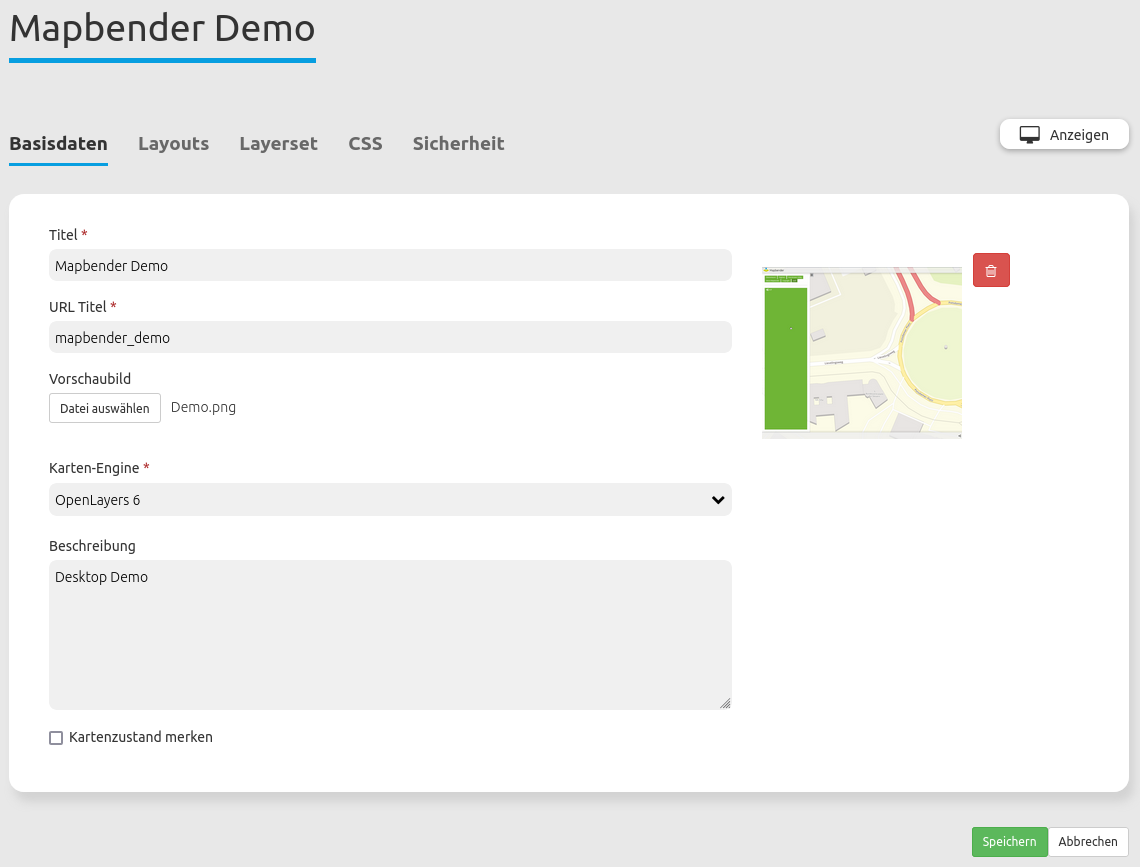 Mapbender Demo
Basisdaten Layouts Layerset CSS Sicherheit
Anzeigen
Titel *
Mapbender Demo
URL Titel *
mapbender_demo
Vorschaubild
Datei auswählen Demo.png
Karten-Engine *
OpenLayers 6
Beschreibung
Desktop Demo
Kartenzustand merken
Speichern Abbrechen